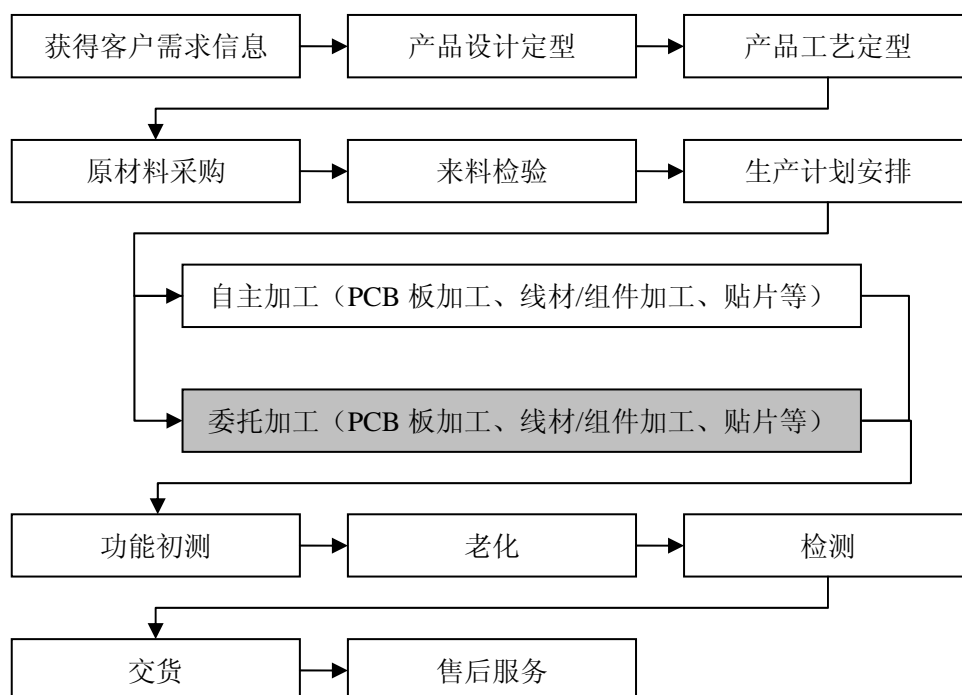 获得客户需求信息
产品设计定型
产品工艺定型
原材料采购
来料检验
生产计划安排
自主加工（PCB 板加工、线材/组件加工、贴片等）
委托加工（PCB 板加工、线材/组件加工、贴片等）
功能初测
老化
检测
交货
售后服务